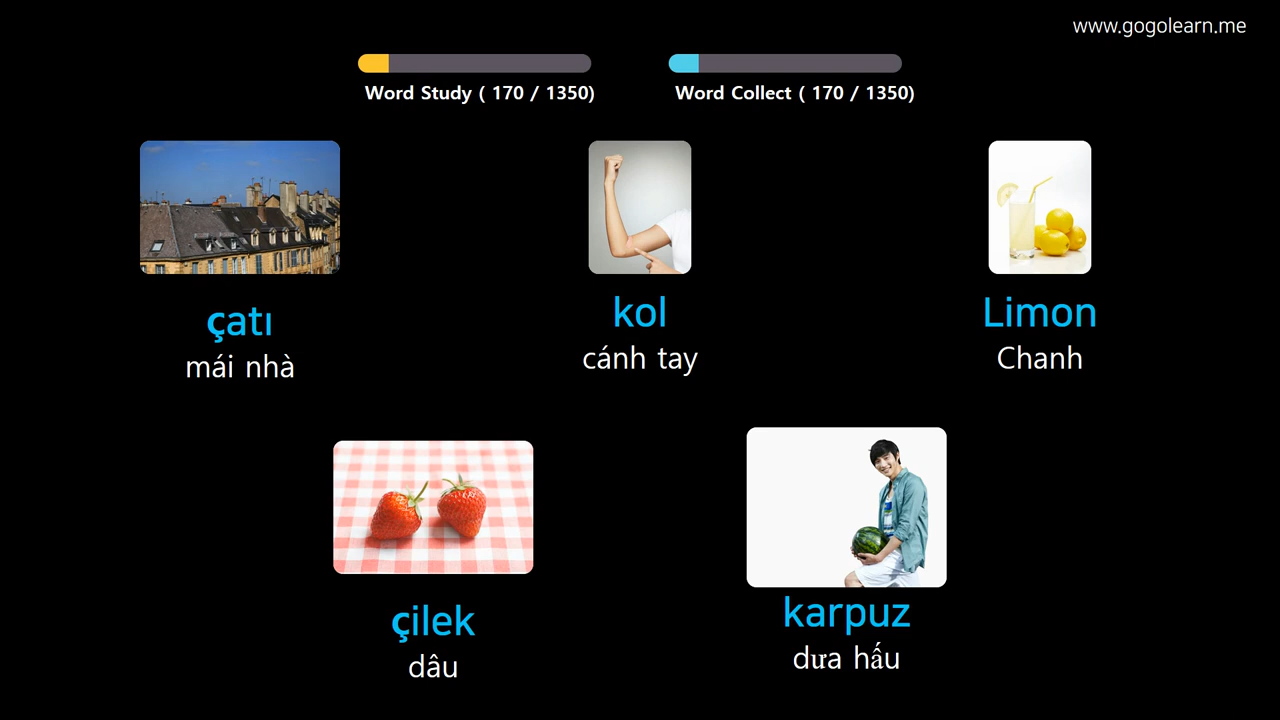 www.gogolearn.me
Word Study ( 170 / 1350)
Word Collect ( 170 / 1350)
çatı
mái nhà
kol
cánh tay
Limon
Chanh
çilek
dâu
karpuz
dưa hấu